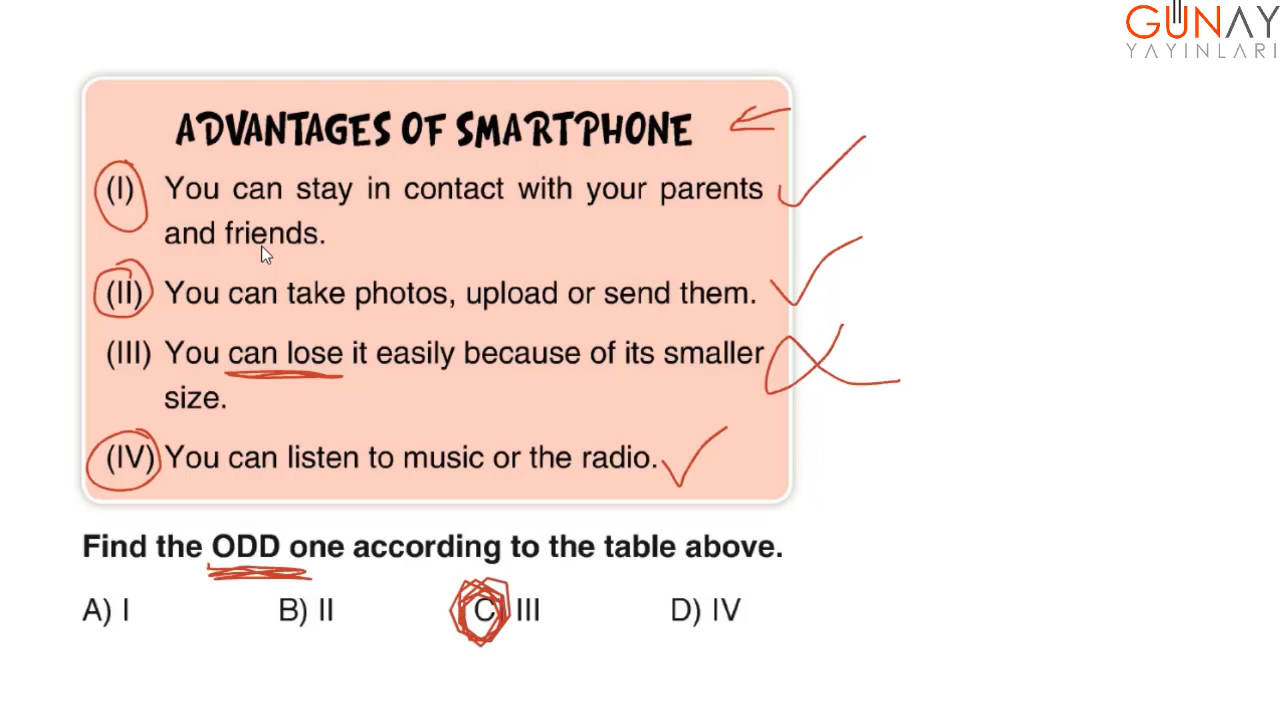 GÜNAY
YAYINLARI
ADVANTAGES OF SMARTPHONE
(I) You can stay in contact with your parents
and friends.
(II) You can take photos, upload or send them.
(III) You can lose it easily because of its smaller
size.
(IV) You can listen to music or the radio.
Find the ODD one according to the table above.
A) I B) II C) III D) IV